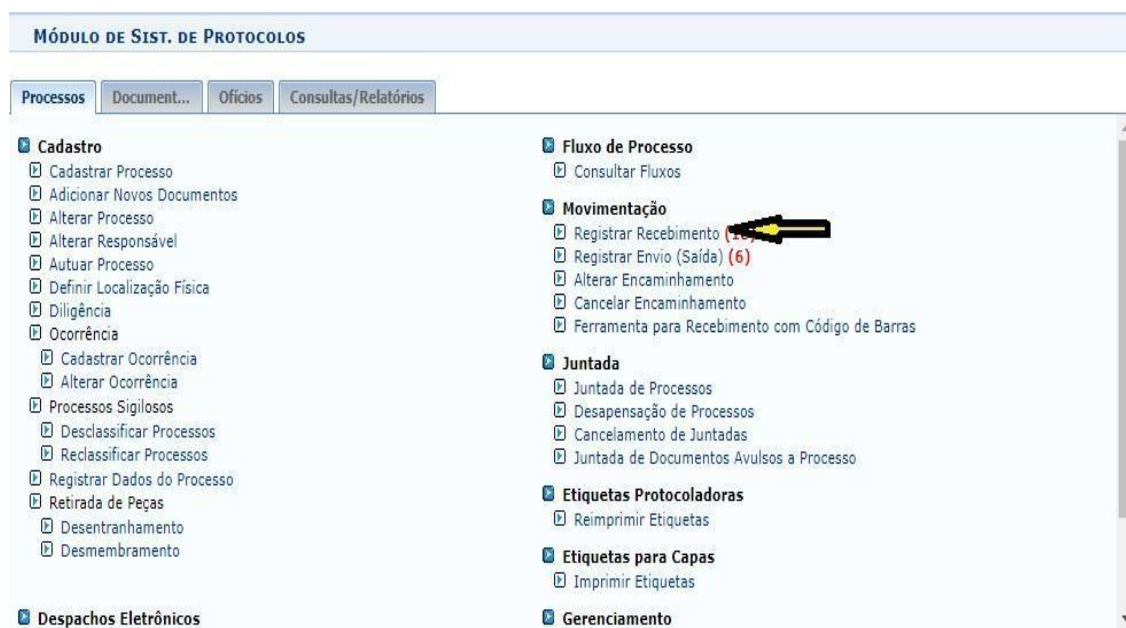 MÓDULO DE SIST. DE PROTOCOLOS
Processos Document... Ofícios Consultas/Relatórios
Cadastro
Cadastrar Processo
Adicionar Novos Documentos
Alterar Processo
Alterar Responsável
Autuar Processo
Definir Localização Física
Diligência
Ocorrência
Cadastrar Ocorrência
Alterar Ocorrência
Processos Sigilosos
Desclassificar Processos
Reclassificar Processos
Registrar Dados do Processo
Retirada de Peças
Desentranhamento
Desmembramento
Despachos Eletrônicos
Fluxo de Processo
Consultar Fluxos
Movimentação
Registrar Recebimento
Registrar Envio (Saída) (6)
Alterar Encaminhamento
Cancelar Encaminhamento
Ferramenta para Recebimento com Código de Barras
Juntada
Juntada de Processos
Desapensação de Processos
Cancelamento de Juntadas
Juntada de Documentos Avulsos a Processo
Etiquetas Protocoladoras
Reimprimir Etiquetas
Etiquetas para Capas
Imprimir Etiquetas
Gerenciamento